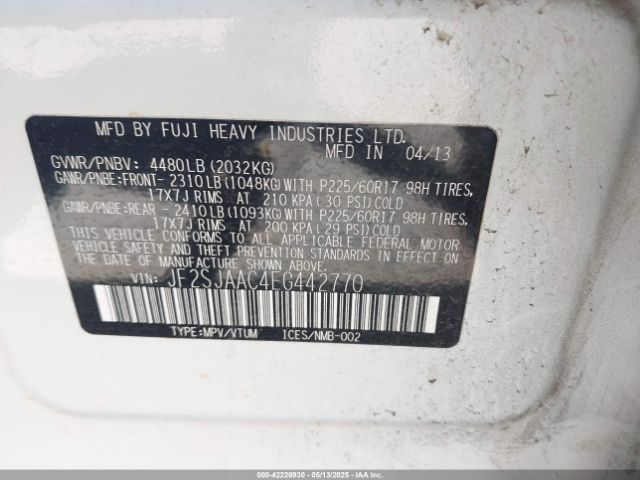 MFD BY FUJI HEAVY INDUSTRIES LTD.
MFD IN 04/13
GVWR/PNBV: 4480LB(2032KG)
GAWR/PNBE:FRONT- 2310LB(1048KG)WITH P225/60R17 98H TIRES,
17X7J RIMS AT 210 KPA( 30 PSI)COLD
GAWR/PNBE:REAR - 2410LB(1093KG)WITH P225/60R17 98H TIRES,
17X7J RIMS AT 200 KPA( 29 PSI)COLD
THIS VEHICLE CONFORMS TO ALL APPLICABLE FEDERAL MOTOR
VEHICLE SAFETY AND THEFT PREVENTION STANDARDS IN EFFECT
ON THE DATE OF MANUFACTURE SHOWN ABOVE.
VIN: JF2SJAAC4EG442770
TYPE:MPV/VTUM ICES/NMB-002
000-42226930 - 05/13/2025 - IAA Inc.